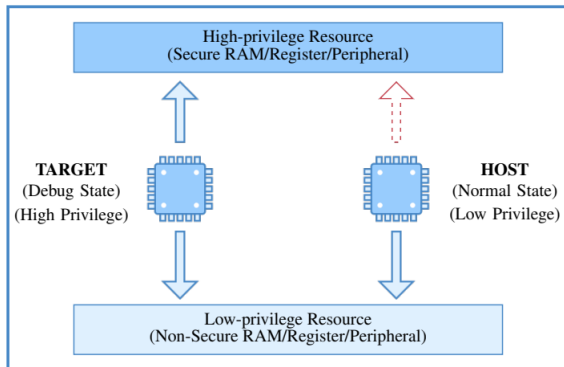 High-privilege Resource
(Secure RAM/Register/Peripheral)
TARGET
(Debug State)
(High Privilege)
HOST
(Normal State)
(Low Privilege)
Low-privilege Resource
(Non-Secure RAM/Register/Peripheral)